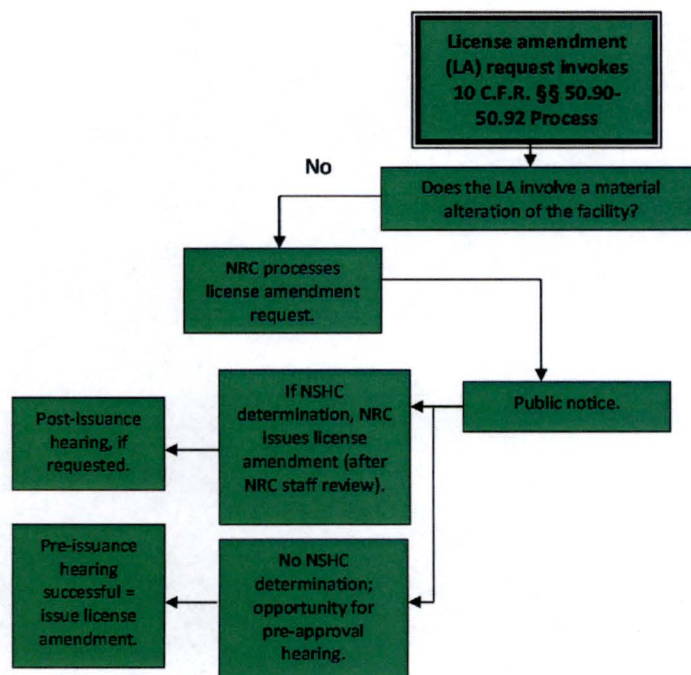 License amendment
(LA) request invokes
10 C.F.R. §§ 50.90-
50.92 Process
No
Does the LA involve a material
alteration of the facility?
NRC processes
license amendment
request.
Public notice.
If NSHC
determination, NRC
issues license
amendment (after
NRC staff review).
Post-issuance
hearing, if
requested.
No NSHC
determination;
opportunity for
pre-approval
hearing.
Pre-issuance
hearing
successful =
issue license
amendment.